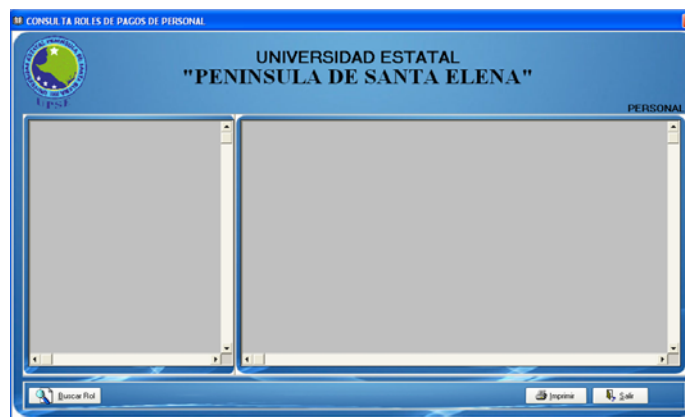 CONSULTA ROLES DE PAGOS DE PERSONAL
UNIVERSIDAD ESTATAL
"PENINSULA DE SANTA ELENA"
UPSE
PERSONAL
Buscar Rol
Imprimir
Salir